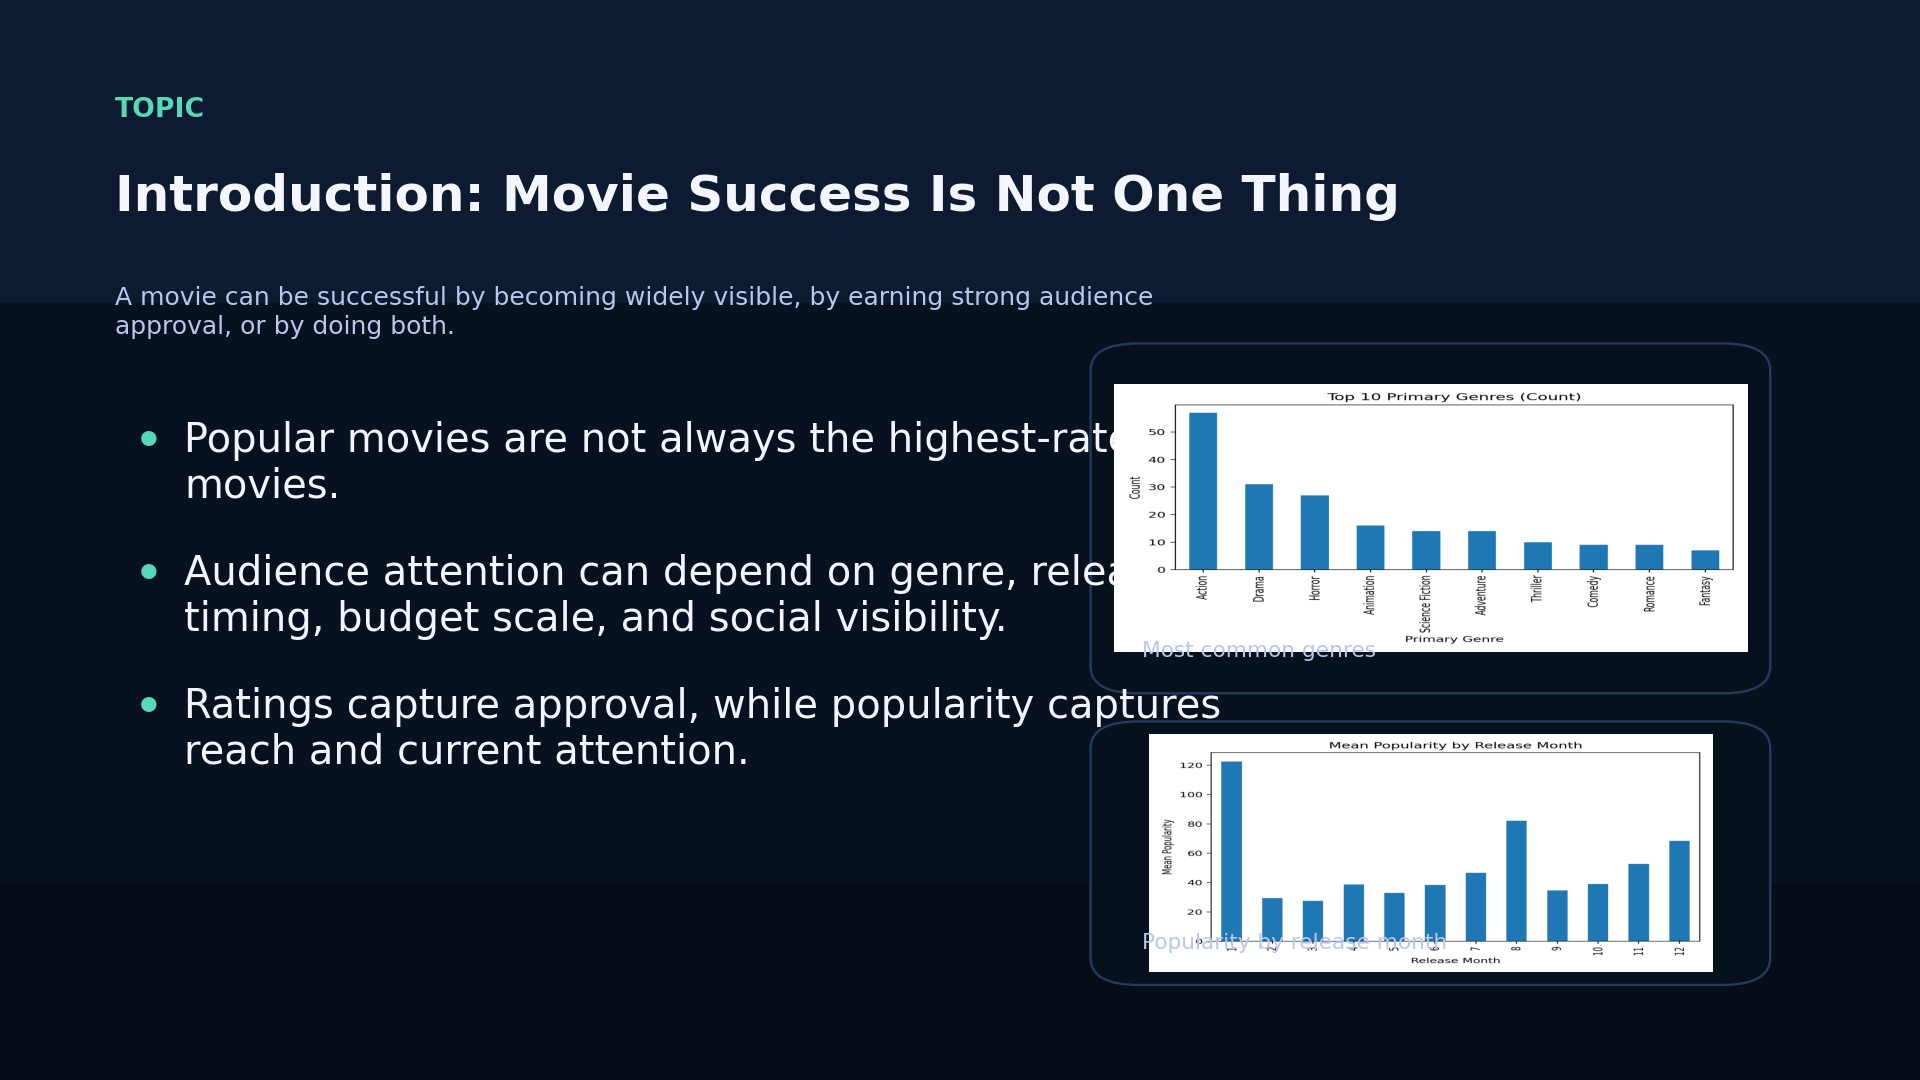 TOPIC
Introduction: Movie Success Is Not One Thing
A movie can be successful by becoming widely visible, by earning strong audience
approval, or by doing both.
Popular movies are not always the highest-rate
movies.
Audience attention can depend on genre, relea
timing, budget scale, and social visibility.
Ratings capture approval, while popularity captures
reach and current attention.
Top 10 Primary Genres (Count)
Count
50
40
30
20
10
0
Action
Drama
Horror
Animation
Science Fiction
Adventure
Thriller
Comedy
Romance
Fantasy
Primary Genre
Most common genres
Mean Popularity by Release Month
Mean Popularity
120
100
80
60
40
20
0
1
2
3
4
5
6
7
8
9
10
11
12
Popularity by release month
Release Month